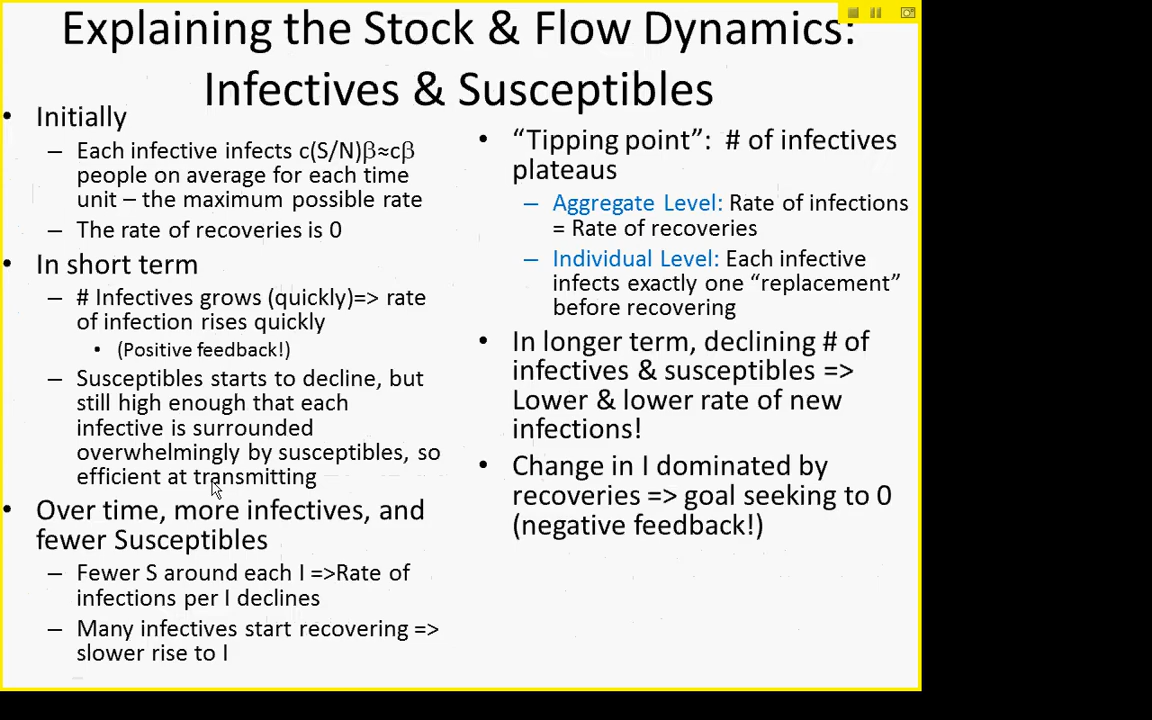 Explaining the Stock & Flow Dynamics:
Infectives & Susceptibles
• Initially
– Each infective infects c(S/N)β≈cβ
people on average for each time
unit – the maximum possible rate
– The rate of recoveries is 0
• In short term
– # Infectives grows (quickly)=> rate
of infection rises quickly
• (Positive feedback!)
– Susceptibles starts to decline, but
still high enough that each
infective is surrounded
overwhelmingly by susceptibles, so
efficient at transmitting
• Over time, more infectives, and
fewer Susceptibles
– Fewer S around each I =>Rate of
infections per I declines
– Many infectives start recovering =>
slower rise to I
• “Tipping point”: # of infectives
plateaus
– Aggregate Level: Rate of infections
= Rate of recoveries
– Individual Level: Each infective
infects exactly one “replacement”
before recovering
• In longer term, declining # of
infectives & susceptibles =>
Lower & lower rate of new
infections!
• Change in I dominated by
recoveries => goal seeking to 0
(negative feedback!)